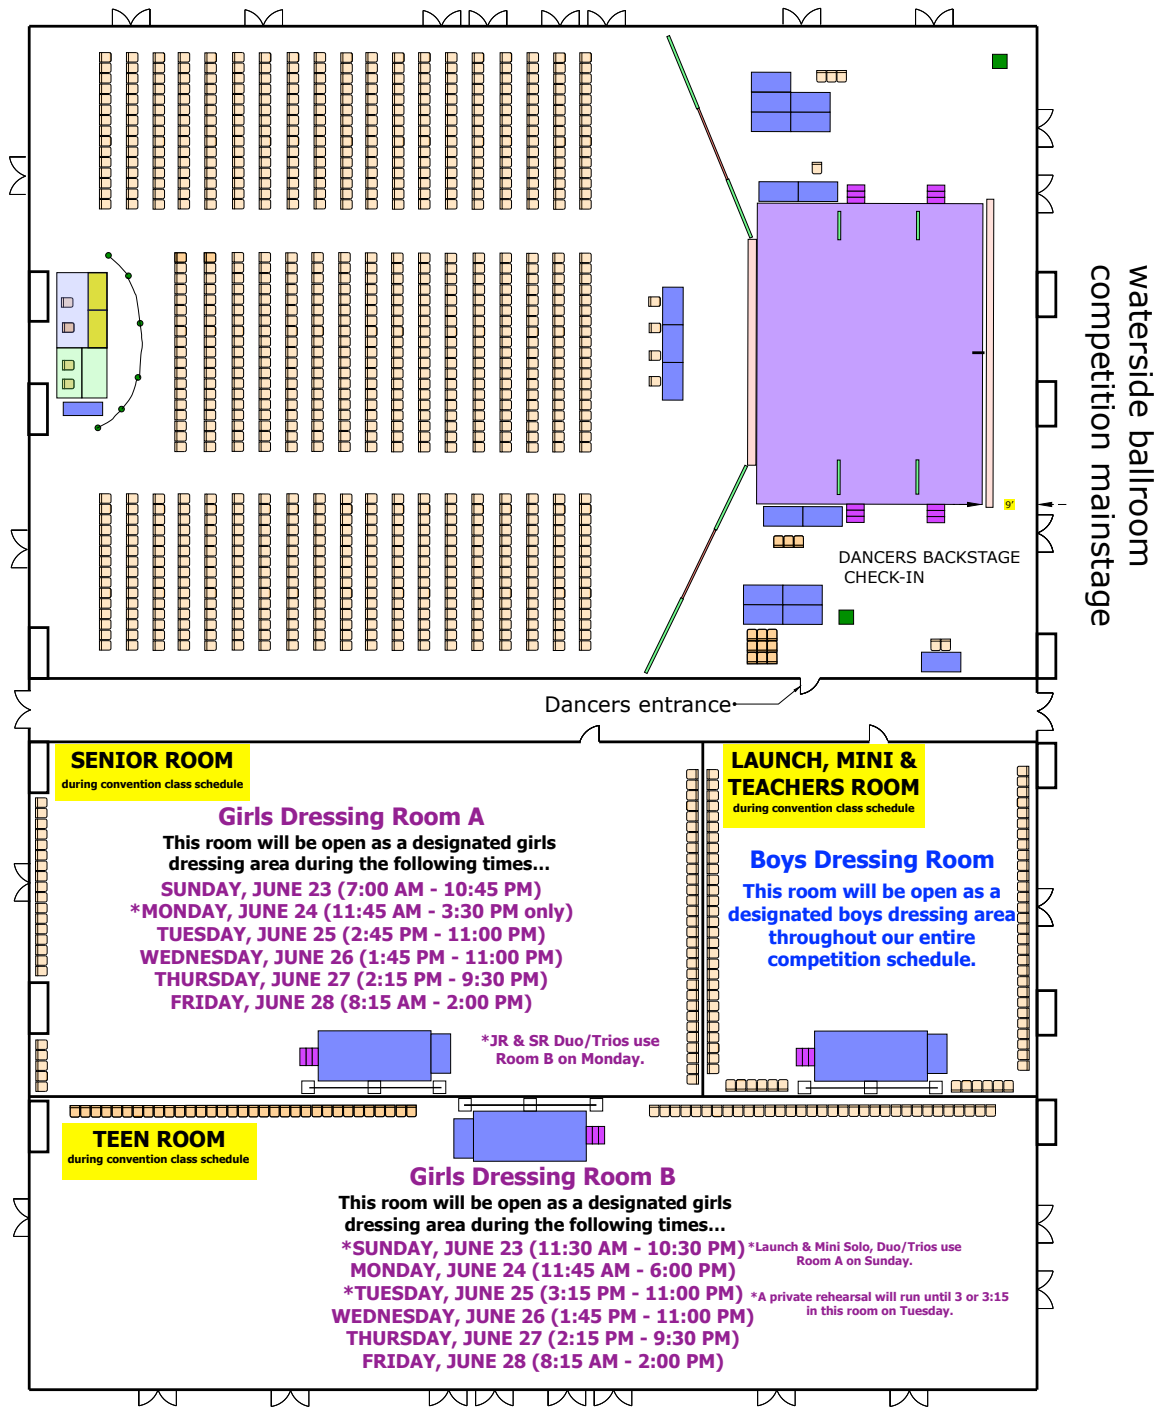 waterside ballroom
competition mainstage
9'
DANCERS BACKSTAGE
CHECK-IN
Dancers entrance
SENIOR ROOM
during convention class schedule
Girls Dressing Room A
This room will be open as a designated girls
dressing area during the following times...
SUNDAY, JUNE 23 (7:00 AM - 10:45 PM)
*MONDAY, JUNE 24 (11:45 AM - 3:30 PM only)
TUESDAY, JUNE 25 (2:45 PM - 11:00 PM)
WEDNESDAY, JUNE 26 (1:45 PM - 11:00 PM)
THURSDAY, JUNE 27 (2:15 PM - 9:30 PM)
FRIDAY, JUNE 28 (8:15 AM - 2:00 PM)
*JR & SR Duo/Trios use
Room B on Monday.
LAUNCH, MINI &
TEACHERS ROOM
during convention class schedule
Boys Dressing Room
This room will be open as a
designated boys dressing area
throughout our entire
competition schedule.
TEEN ROOM
during convention class schedule
Girls Dressing Room B
This room will be open as a designated girls
dressing area during the following times...
*SUNDAY, JUNE 23 (11:30 AM - 10:30 PM)
*Launch & Mini Solo, Duo/Trios use
Room A on Sunday.
MONDAY, JUNE 24 (11:45 AM - 6:00 PM)
*TUESDAY, JUNE 25 (3:15 PM - 11:00 PM)
*A private rehearsal will run until 3 or 3:15
in this room on Tuesday.
WEDNESDAY, JUNE 26 (1:45 PM - 11:00 PM)
THURSDAY, JUNE 27 (2:15 PM - 9:30 PM)
FRIDAY, JUNE 28 (8:15 AM - 2:00 PM)